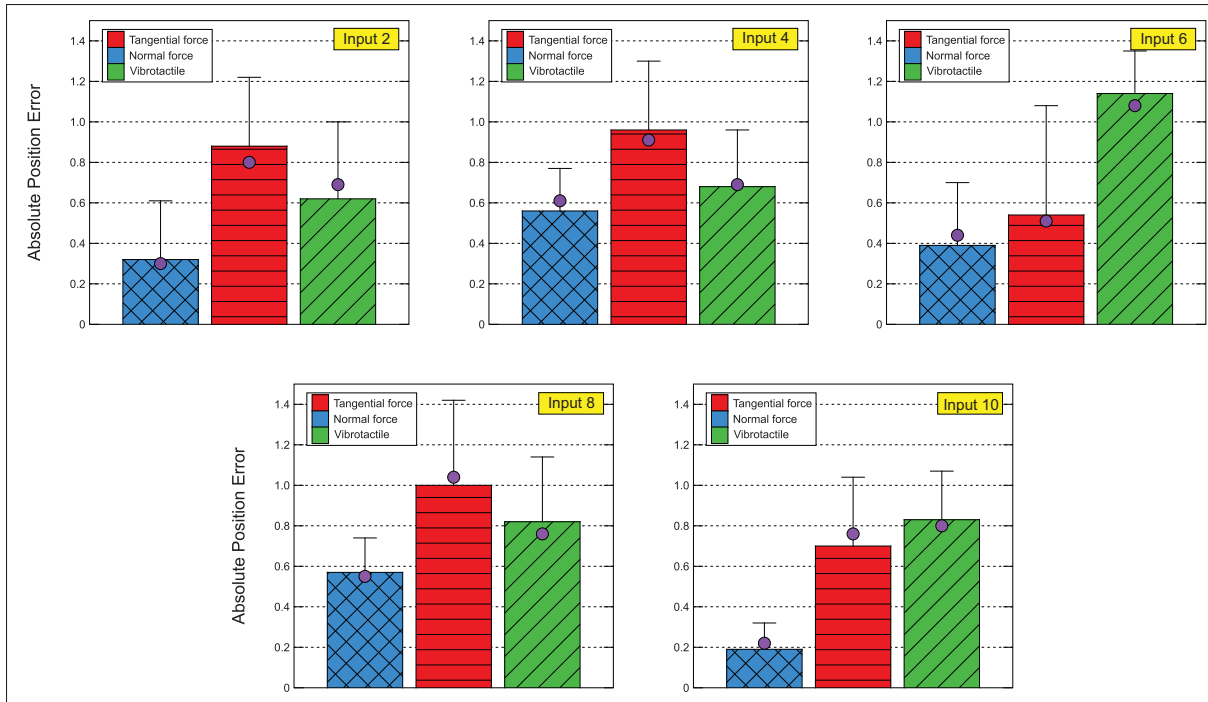 Input 2
Tangential force
Normal force
Vibrotactile
1.4
1.2
1.0
0.8
0.6
0.4
0.2
0
Absolute Position Error
Input 4
Tangential force
Normal force
Vibrotactile
1.4
1.2
1.0
0.8
0.6
0.4
0.2
0
Input 6
Tangential force
Normal force
Vibrotactile
1.4
1.2
1.0
0.8
0.6
0.4
0.2
0
Input 8
Tangential force
Normal force
Vibrotactile
1.4
1.2
1.0
0.8
0.6
0.4
0.2
0
Absolute Position Error
Input 10
Tangential force
Normal force
Vibrotactile
1.4
1.2
1.0
0.8
0.6
0.4
0.2
0